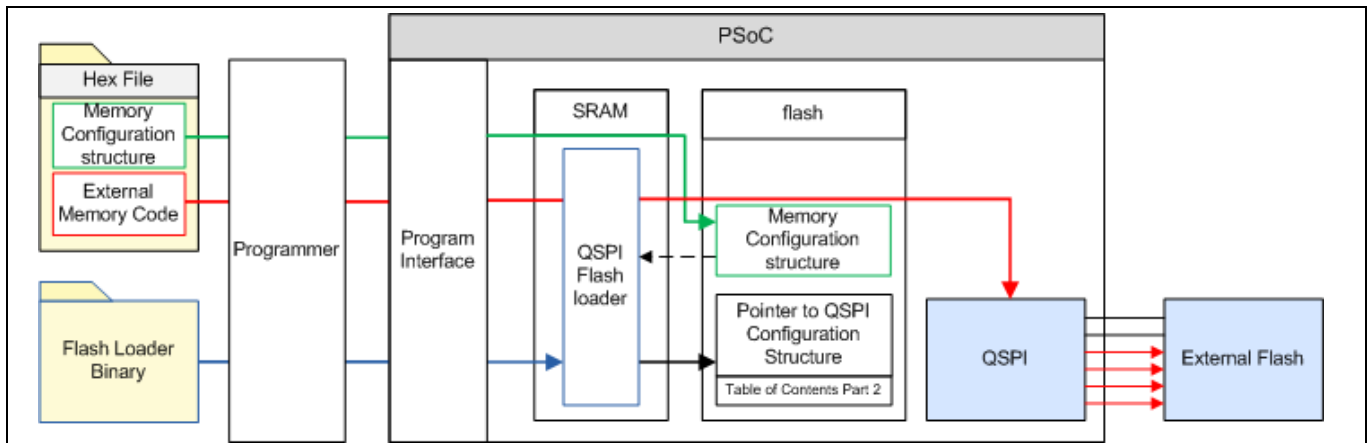 PSoC
Hex File
Memory
Configuration
structure
External
Memory Code
Flash Loader
Binary
Programmer
Program
Interface
SRAM
QSPI
Flash
loader
flash
Memory
Configuration
structure
Pointer to QSPI
Configuration
Structure
Table of Contents Part 2
QSPI
External Flash